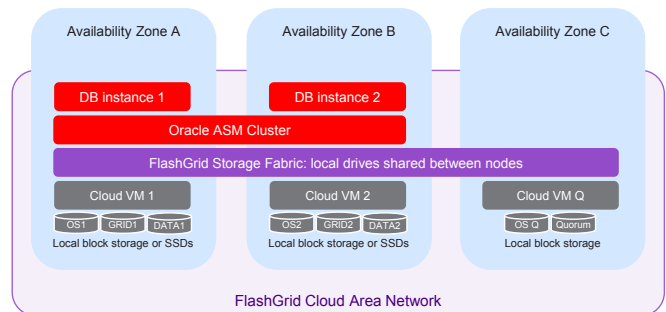 Availability Zone A
Availability Zone B
Availability Zone C
DB instance 1
DB instance 2
Oracle ASM Cluster
FlashGrid Storage Fabric: local drives shared between nodes
Cloud VM 1
Cloud VM 2
Cloud VM Q
OS1
GRID1
DATA1
OS2
GRID2
DATA2
OS Q
Quorum
Local block storage or SSDs
Local block storage or SSDs
Local block storage
FlashGrid Cloud Area Network